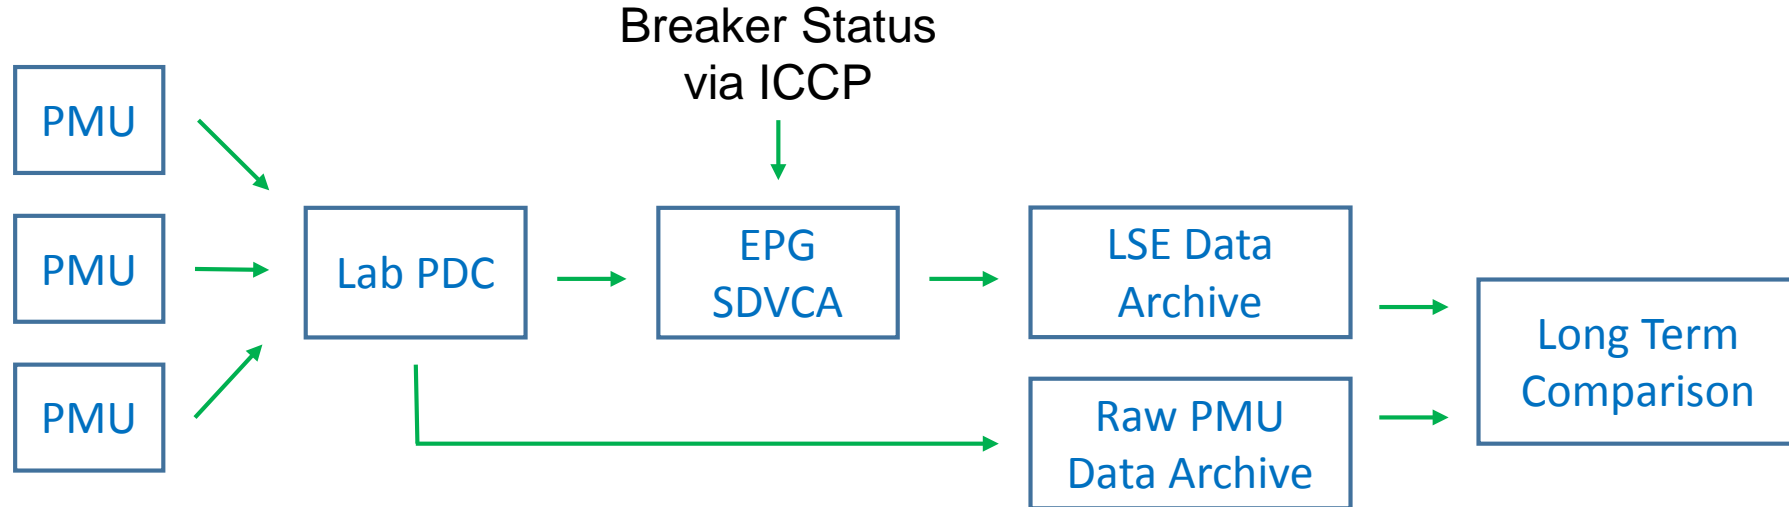 Breaker Status
via ICCP
PMU
PMU
PMU
Lab PDC
EPG
SDVCA
LSE Data
Archive
Raw PMU
Data Archive
Long Term
Comparison